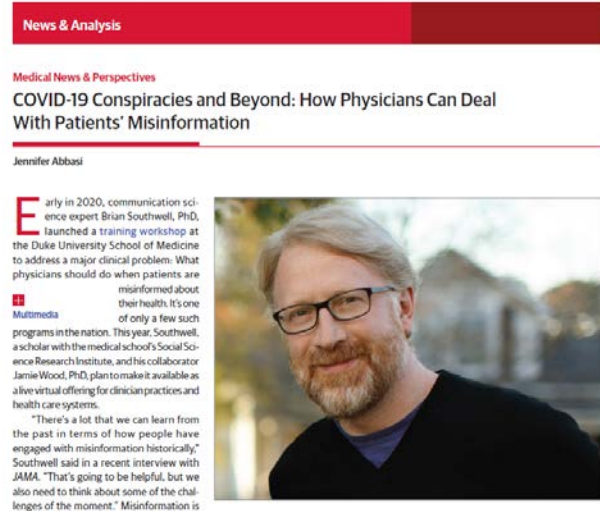 News & Analysis
Medical News & Perspectives
COVID-19 Conspiracies and Beyond: How Physicians Can Deal
With Patients' Misinformation
Jennifer Abbasi
Early in 2020, communication sci-
ence expert Brian Southwell, PhD,
launched a training workshop at
the Duke University School of Medicine
to address a major clinical problem: What
physicians should do when patients are
misinformed about
their health. It's one
Multimedia
of only a few such
programs in the nation. This year, Southwell,
a scholar with the medical school's Social Sci-
ence Research Institute, and his collaborator
Jamie Wood, PhD, plan to make it available as
a live virtual offering for clinician practices and
health care systems.
"There's a lot that we can learn from
the past in terms of how people have
engaged with misinformation historically,"
Southwell said in a recent interview with
JAMA. "That's going to be helpful, but we
also need to think about some of the chal-
lenges of the moment." Misinformation is